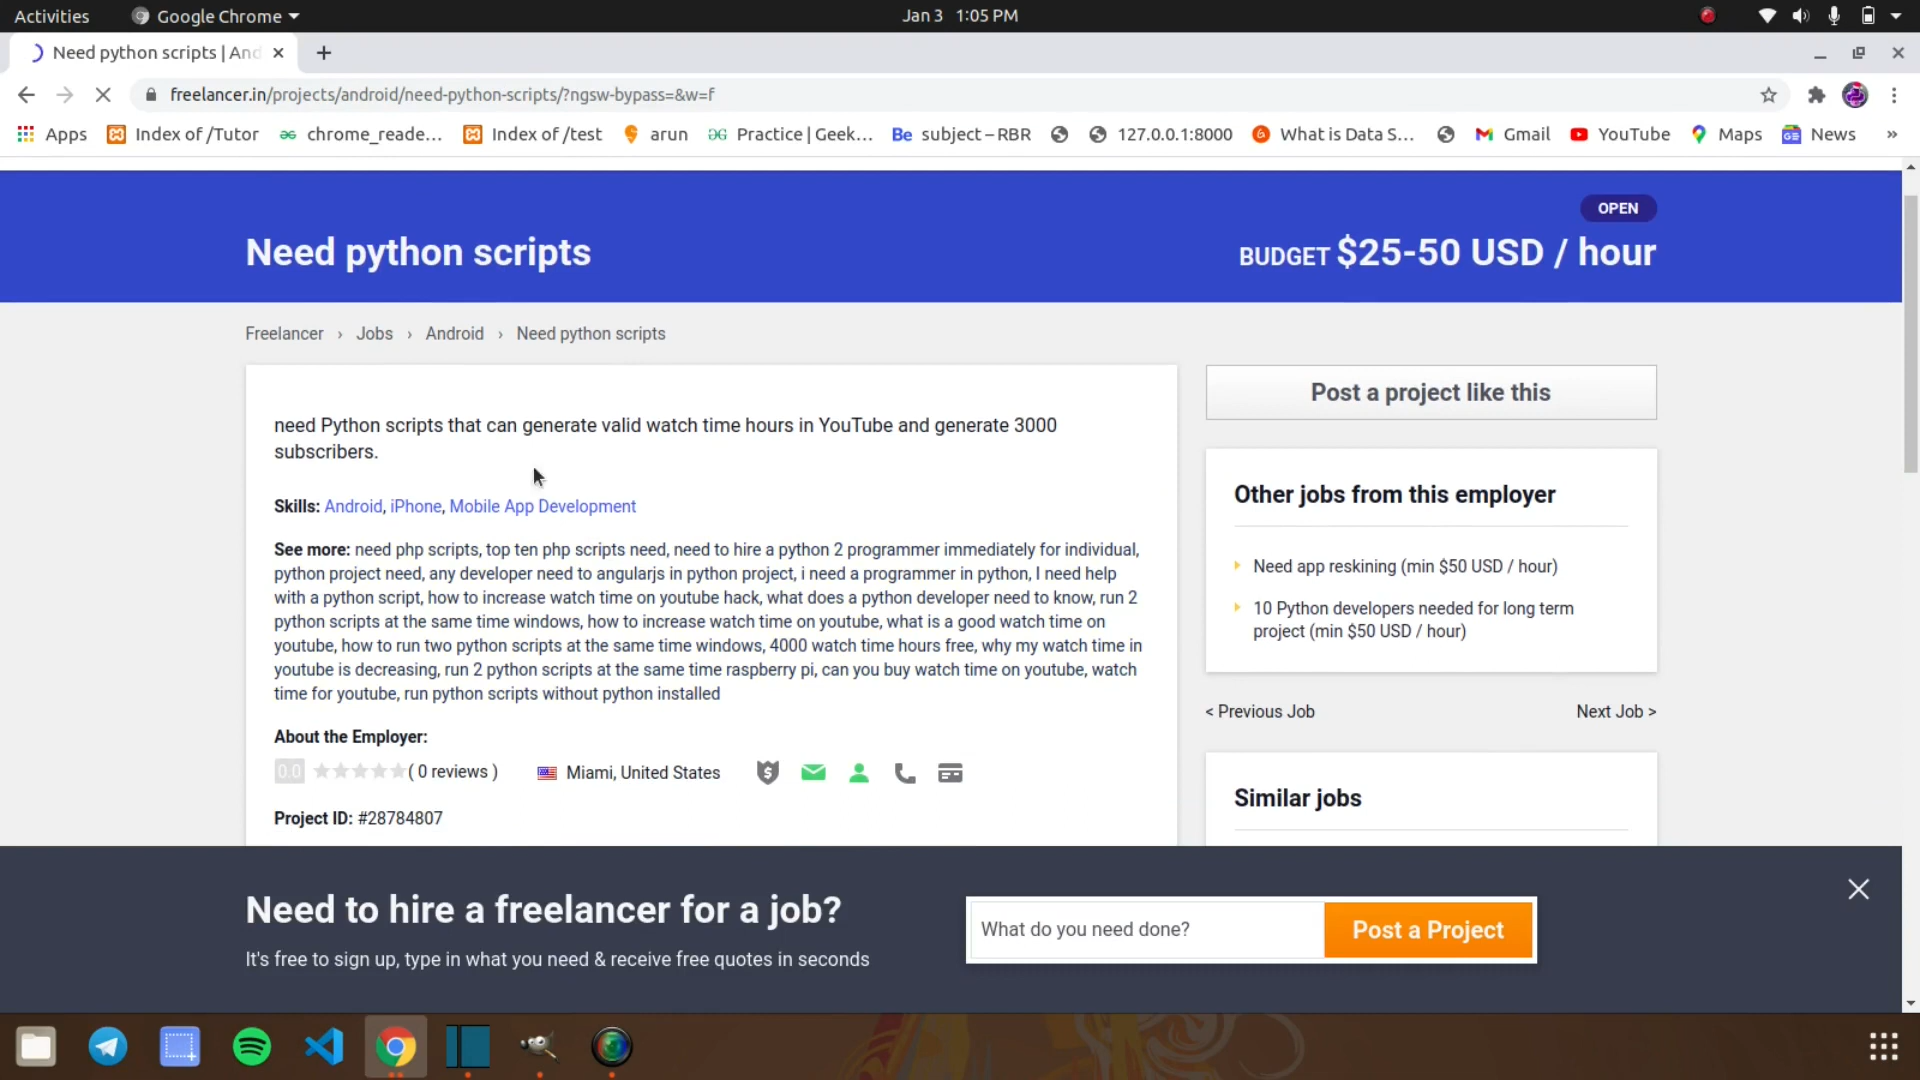 Activities
Google Chrome
Jan 3 1:05 PM
Need python scripts | And
freelancer.in/projects/android/need-python-scripts/?ngsw-bypass=&w=f
Apps
Index of /Tutor
chrome_reade...
Index of /test
arun
Practice | Geek...
subject – RBR
127.0.0.1:8000
What is Data S...
Gmail
YouTube
Maps
News
»
OPEN
Need python scripts
BUDGET $25-50 USD / hour
Freelancer › Jobs › Android › Need python scripts
Post a project like this
need Python scripts that can generate valid watch time hours in YouTube and generate 3000
subscribers.
Skills: Android, iPhone, Mobile App Development
See more: need php scripts, top ten php scripts need, need to hire a python 2 programmer immediately for individual,
python project need, any developer need to angularjs in python project, i need a programmer in python, I need help
with a python script, how to increase watch time on youtube hack, what does a python developer need to know, run 2
python scripts at the same time windows, how to increase watch time on youtube, what is a good watch time on
youtube, how to run two python scripts at the same time windows, 4000 watch time hours free, why my watch time in
youtube is decreasing, run 2 python scripts at the same time raspberry pi, can you buy watch time on youtube, watch
time for youtube, run python scripts without python installed
About the Employer:
0.0 ( 0 reviews ) Miami, United States
Project ID: #28784807
Other jobs from this employer
Need app reskining (min $50 USD / hour)
10 Python developers needed for long term
project (min $50 USD / hour)
< Previous Job
Next Job >
Similar jobs
Need to hire a freelancer for a job?
It's free to sign up, type in what you need & receive free quotes in seconds
What do you need done?
Post a Project